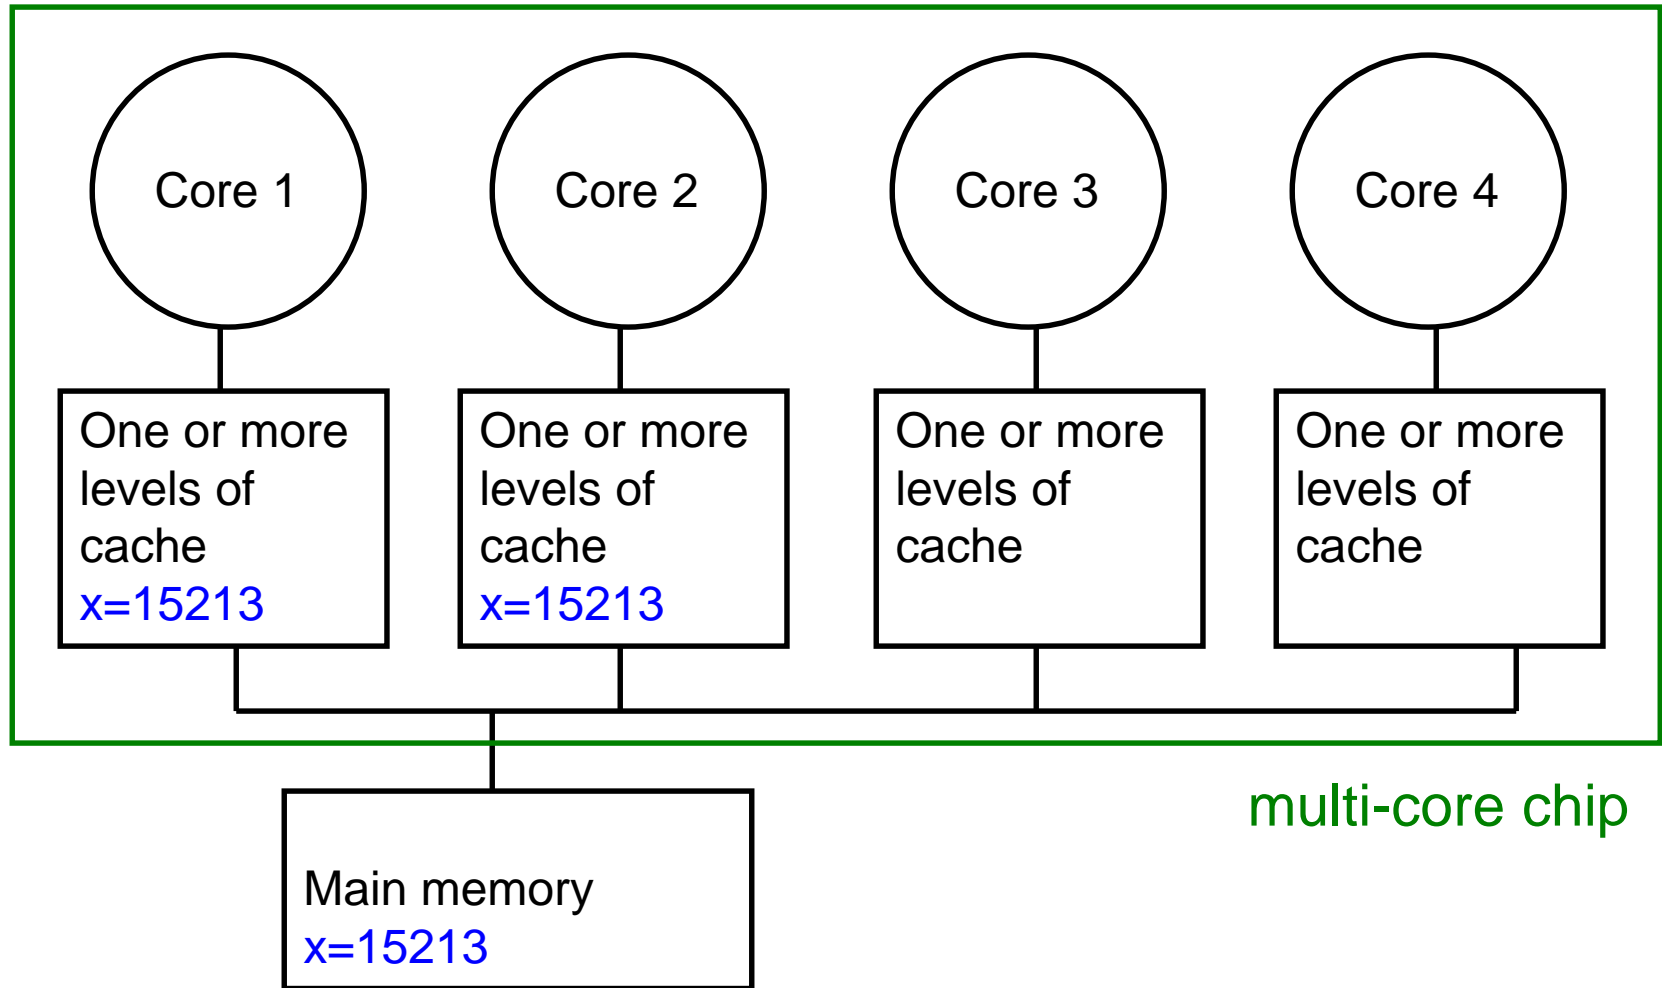 Core 1
Core 2
Core 3
Core 4
One or more
levels of
cache
x=15213
One or more
levels of
cache
x=15213
One or more
levels of
cache
One or more
levels of
cache
multi-core chip
Main memory
x=15213